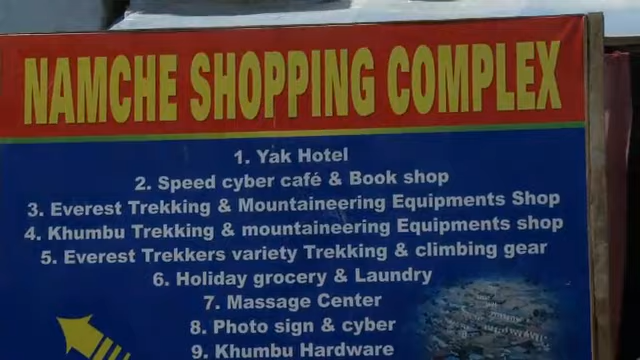 NAMCHE SHOPPING COMPLEX
1. Yak Hotel
2. Speed cyber café & Book shop
3. Everest Trekking & Mountaineering Equipments Shop
4. Khumbu Trekking & mountaineering Equipments shop
5. Everest Trekkers variety Trekking & climbing gear
6. Holiday grocery & Laundry
7. Massage Center
8. Photo sign & cyber
9. Khumbu Hardware